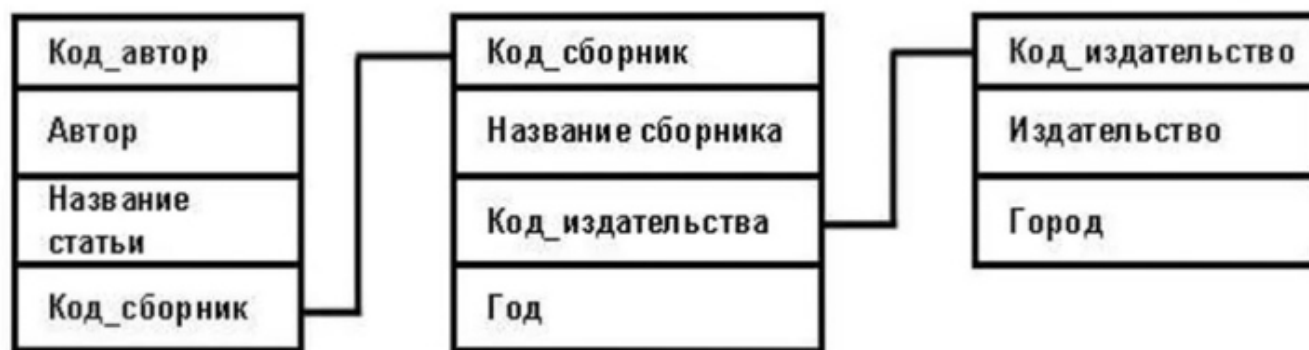 Код_автор
Автор
Название
статьи
Код_сборник
Код_сборник
Название сборника
Код_издательства
Год
Код_издательство
Издательство
Город